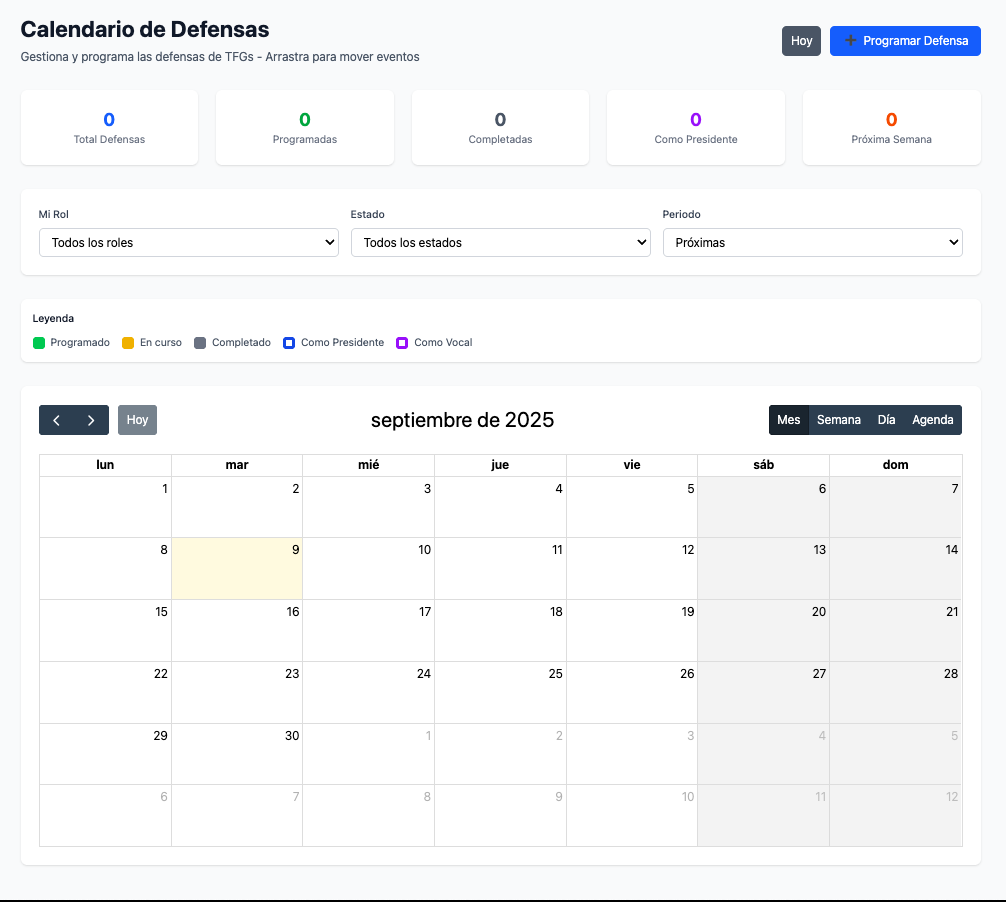 Calendario de Defensas
Gestiona y programa las defensas de TFGs - Arrastra para mover eventos
Hoy
+ Programar Defensa
0 0 0 0 0
Total Defensas Programadas Completadas Como Presidente Próxima Semana
Mi Rol Estado Periodo
Todos los roles Todos los estados Próximas
Leyenda
Programado En curso Completado Como Presidente Como Vocal
Hoy septiembre de 2025 Mes Semana Día Agenda
lun mar mié jue vie sáb dom
1 2 3 4 5 6 7
8 9 10 11 12 13 14
15 16 17 18 19 20 21
22 23 24 25 26 27 28
29 30 1 2 3 4 5
6 7 8 9 10 11 12